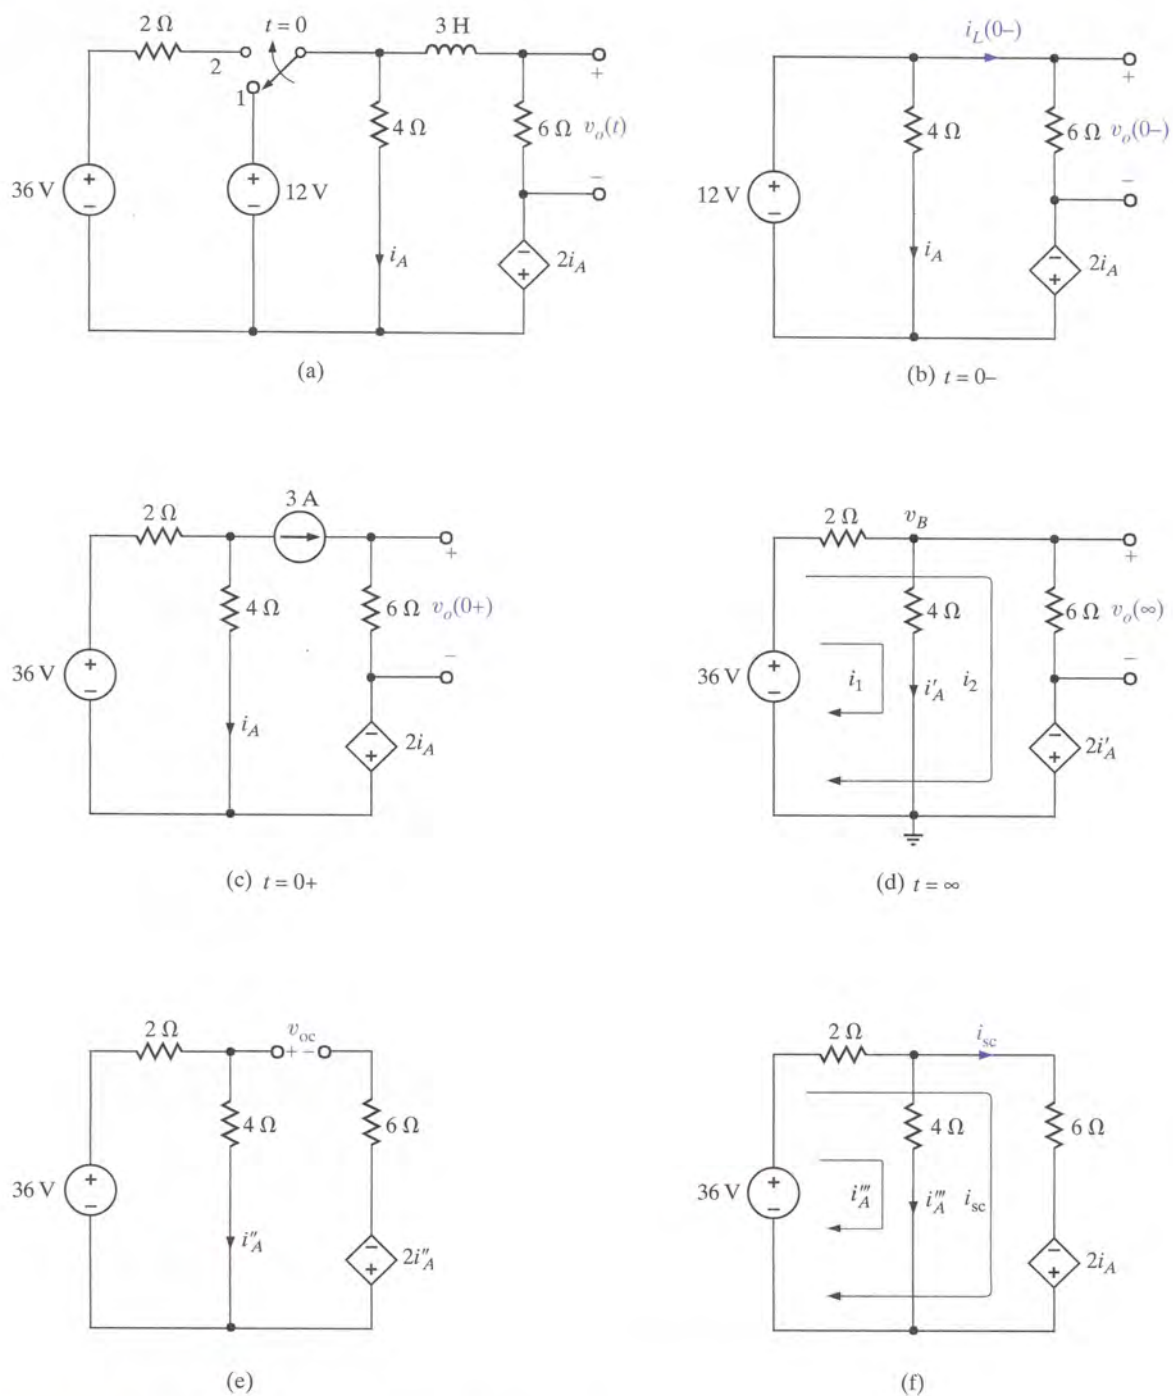 2 Ω
t = 0
3 H
2
1
4 Ω
6 Ω v_o(t)
36 V
12 V
i_A
2i_A
+
−
(a)
i_L(0−)
+
4 Ω
6 Ω v_o(0−)
−
12 V
i_A
2i_A
(b) t = 0−
3 A
2 Ω
+
4 Ω
6 Ω v_o(0+)
−
36 V
i_A
2i_A
(c) t = 0+
2 Ω
v_B
+
4 Ω
6 Ω v_o(∞)
−
36 V
i_1
i'_A
i_2
2i'_A
(d) t = ∞
2 Ω
v_oc
+ −
4 Ω
6 Ω
36 V
i''_A
2i''_A
(e)
2 Ω
i_sc
4 Ω
6 Ω
36 V
i'''_A
i'''_A
i_sc
2i_A
(f)